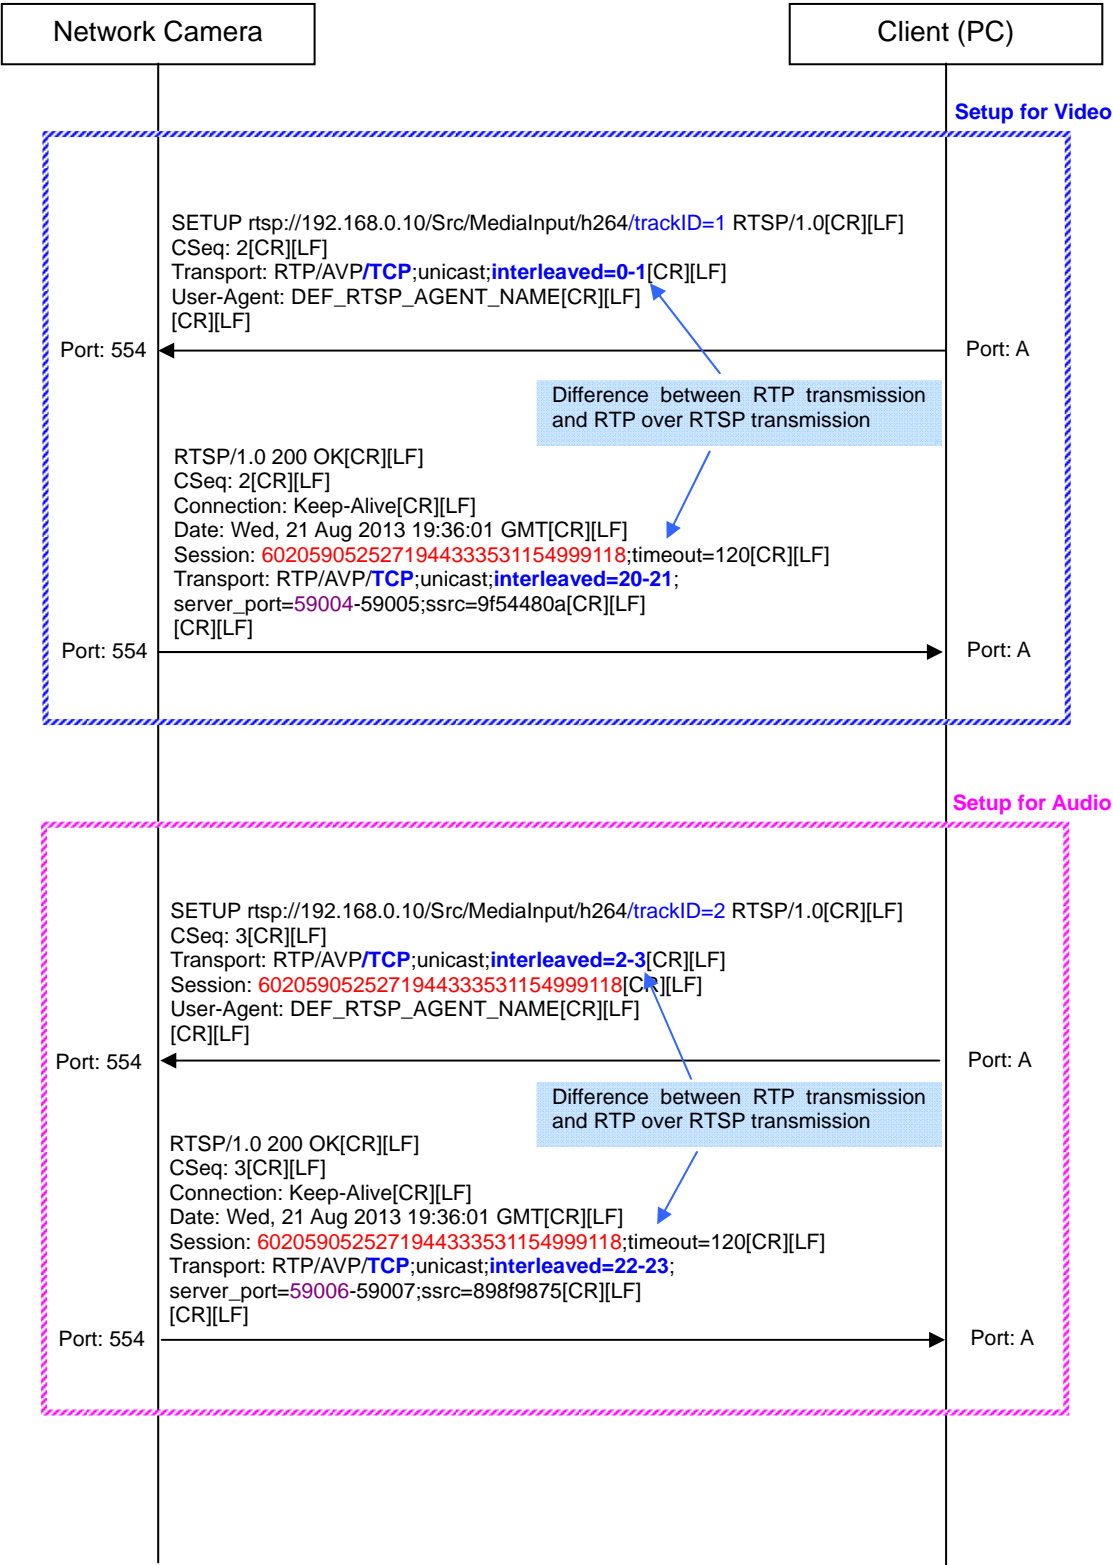 Network Camera
Client (PC)
Setup for Video
SETUP rtsp://192.168.0.10/Src/MediaInput/h264/trackID=1 RTSP/1.0[CR][LF]
CSeq: 2[CR][LF]
Transport: RTP/AVP/TCP;unicast;interleaved=0-1[CR][LF]
User-Agent: DEF_RTSP_AGENT_NAME[CR][LF]
[CR][LF]
Port: 554
Port: A
Difference between RTP transmission
and RTP over RTSP transmission
RTSP/1.0 200 OK[CR][LF]
CSeq: 2[CR][LF]
Connection: Keep-Alive[CR][LF]
Date: Wed, 21 Aug 2013 19:36:01 GMT[CR][LF]
Session: 6020590525271944333531154999118;timeout=120[CR][LF]
Transport: RTP/AVP/TCP;unicast;interleaved=20-21;
server_port=59004-59005;ssrc=9f54480a[CR][LF]
[CR][LF]
Port: 554
Port: A
Setup for Audio
SETUP rtsp://192.168.0.10/Src/MediaInput/h264/trackID=2 RTSP/1.0[CR][LF]
CSeq: 3[CR][LF]
Transport: RTP/AVP/TCP;unicast;interleaved=2-3[CR][LF]
Session: 6020590525271944333531154999118[CR][LF]
User-Agent: DEF_RTSP_AGENT_NAME[CR][LF]
[CR][LF]
Port: 554
Port: A
Difference between RTP transmission
and RTP over RTSP transmission
RTSP/1.0 200 OK[CR][LF]
CSeq: 3[CR][LF]
Connection: Keep-Alive[CR][LF]
Date: Wed, 21 Aug 2013 19:36:01 GMT[CR][LF]
Session: 6020590525271944333531154999118;timeout=120[CR][LF]
Transport: RTP/AVP/TCP;unicast;interleaved=22-23;
server_port=59006-59007;ssrc=898f9875[CR][LF]
[CR][LF]
Port: 554
Port: A